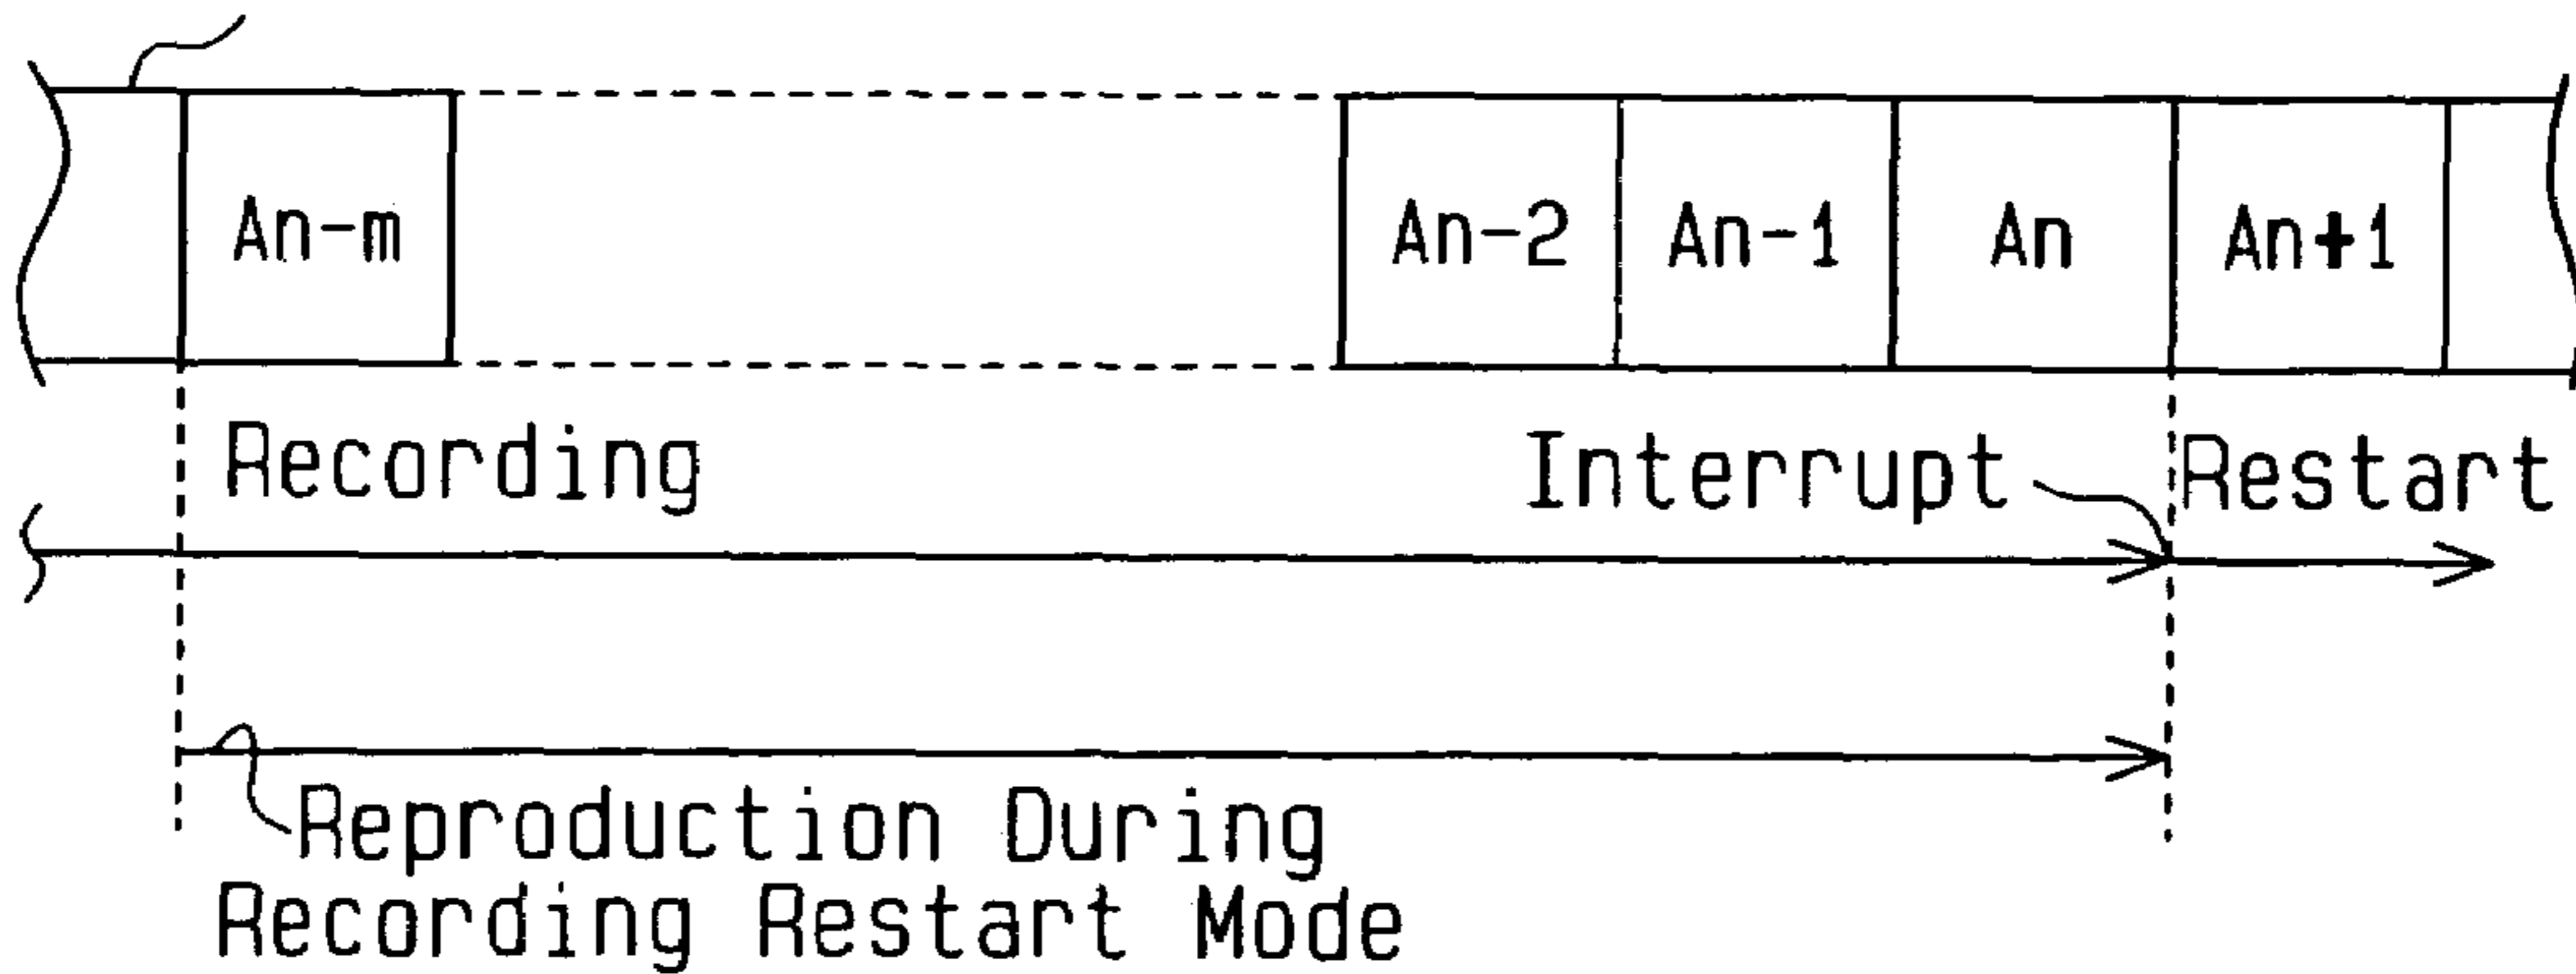 An-m An-2 An-1 An An+1
Recording Interrupt Restart
Reproduction During
Recording Restart Mode